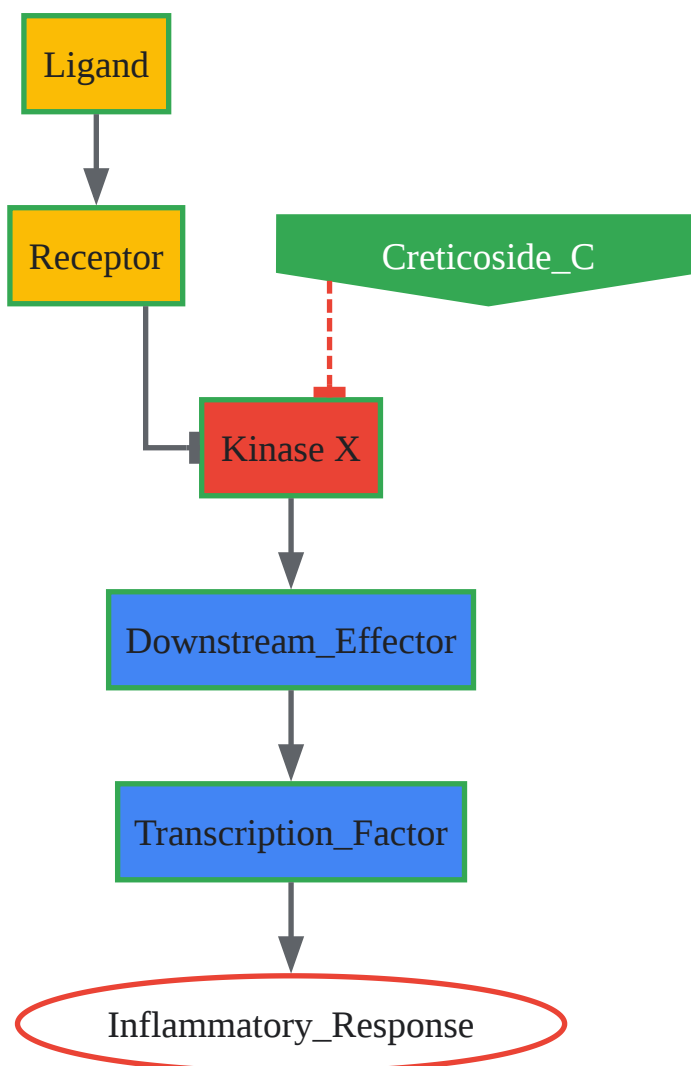 Ligand
Receptor
Creticoside_C
Kinase X
Downstream_Effector
Transcription_Factor
Inflammatory_Response